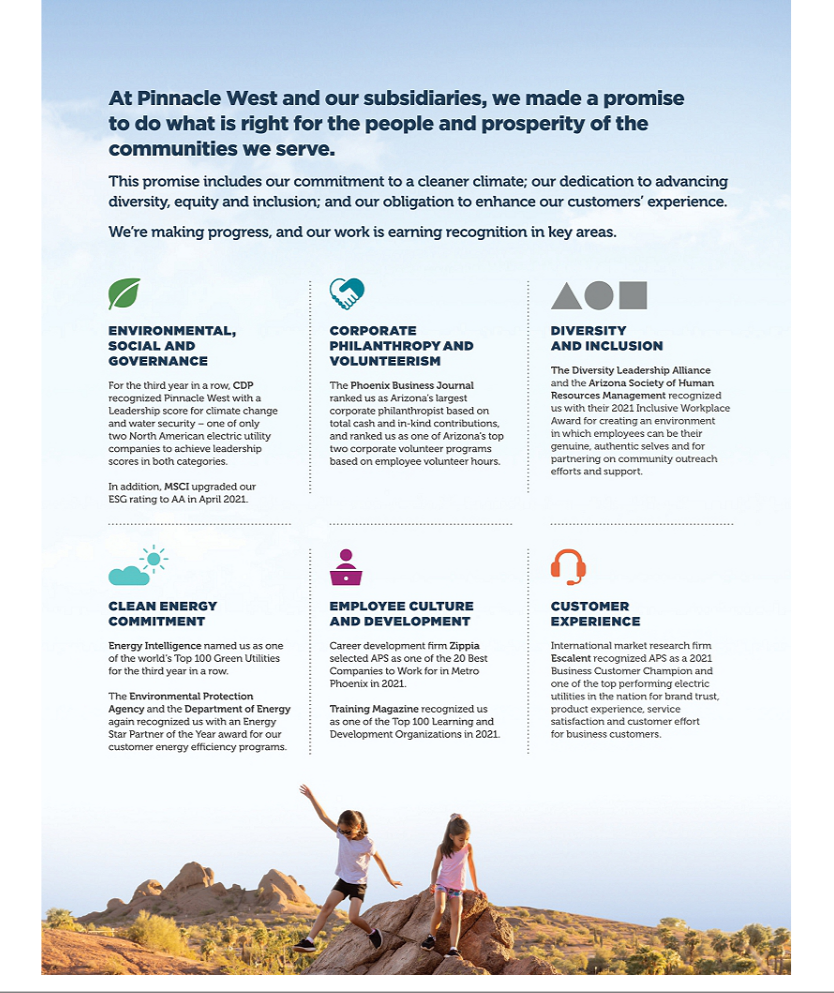 At Pinnacle West and our subsidiaries, we made a promise
to do what is right for the people and prosperity of the
communities we serve.
This promise includes our commitment to a cleaner climate; our dedication to advancing
diversity, equity and inclusion; and our obligation to enhance our customers’ experience.
We’re making progress, and our work is earning recognition in key areas.
ENVIRONMENTAL,
SOCIAL AND
GOVERNANCE
For the third year in a row, CDP
recognized Pinnacle West with a
Leadership score for climate change
and water security – one of only
two North American electric utility
companies to achieve leadership
scores in both categories.
In addition, MSCI upgraded our
ESG rating to AA in April 2021.
CORPORATE
PHILANTHROPY AND
VOLUNTEERISM
The Phoenix Business Journal
ranked us as Arizona’s largest
corporate philanthropist based on
total cash and in-kind contributions,
and ranked us as one of Arizona’s top
two corporate volunteer programs
based on employee volunteer hours.
DIVERSITY
AND INCLUSION
The Diversity Leadership Alliance
and the Arizona Society of Human
Resources Management recognized
us with their 2021 Inclusive Workplace
Award for creating an environment
in which employees can be their
genuine, authentic selves and for
partnering on community outreach
efforts and support.
CLEAN ENERGY
COMMITMENT
Energy Intelligence named us as one
of the world’s Top 100 Green Utilities
for the third year in a row.
The Environmental Protection
Agency and the Department of Energy
again recognized us with an Energy
Star Partner of the Year award for our
customer energy efficiency programs.
EMPLOYEE CULTURE
AND DEVELOPMENT
Career development firm Zippia
selected APS as one of the 20 Best
Companies to Work for in Metro
Phoenix in 2021.
Training Magazine recognized us
as one of the Top 100 Learning and
Development Organizations in 2021.
CUSTOMER
EXPERIENCE
International market research firm
Escalent recognized APS as a 2021
Business Customer Champion and
one of the top performing electric
utilities in the nation for brand trust,
product experience, service
satisfaction and customer effort
for business customers.